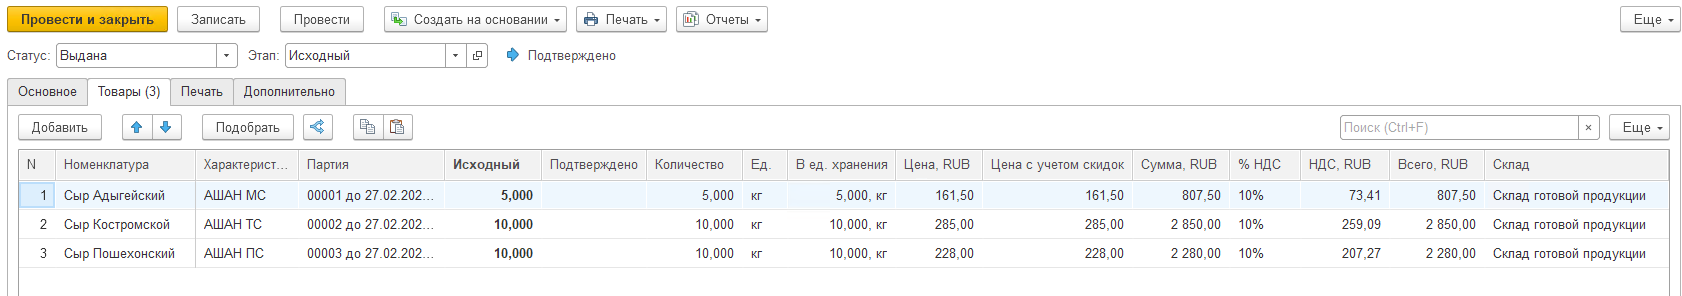 Провести и закрыть Записать Провести Создать на основании Печать Отчеты Еще
Статус: Выдана Этап: Исходный Подтверждено
Основное Товары (3) Печать Дополнительно
Добавить Подобрать Поиск (Ctrl+F) × Еще
N Номенклатура Характерист... Партия Исходный Подтверждено Количество Ед. В ед. хранения Цена, RUB Цена с учетом скидок Сумма, RUB % НДС НДС, RUB Всего, RUB Склад
1 Сыр Адыгейский АШАН МС 00001 до 27.02.202... 5,000 5,000 кг 5,000, кг 161,50 161,50 807,50 10% 73,41 807,50 Склад готовой продукции
2 Сыр Костромской АШАН ТС 00002 до 27.02.202... 10,000 10,000 кг 10,000, кг 285,00 285,00 2 850,00 10% 259,09 2 850,00 Склад готовой продукции
3 Сыр Пошехонский АШАН ПС 00003 до 27.02.202... 10,000 10,000 кг 10,000, кг 228,00 228,00 2 280,00 10% 207,27 2 280,00 Склад готовой продукции